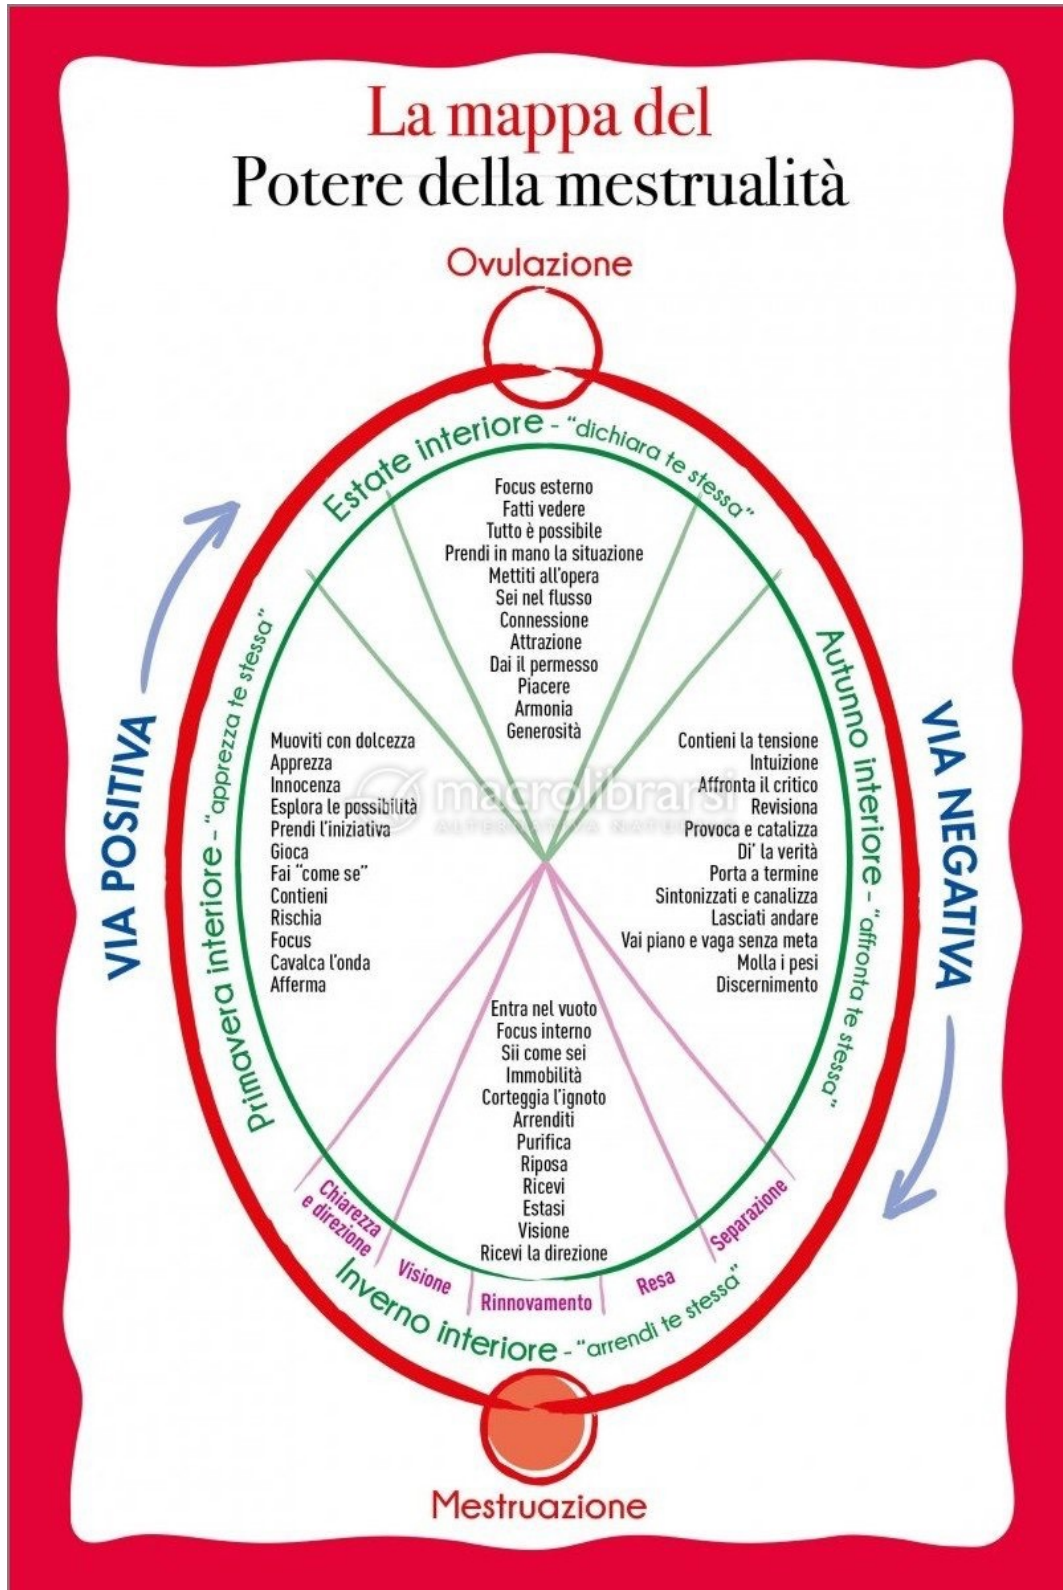 La mappa del
Potere della mestrualità
Ovulazione
Estate interiore - “dichiara te stessa”
Focus esterno
Fatti vedere
Tutto è possibile
Prendi in mano la situazione
Mettiti all'opera
Sei nel flusso
Connessione
Attrazione
Dai il permesso
Piacere
Armonia
Generosità
VIA POSITIVA
Primavera interiore - “apprezza te stessa”
Muoviti con dolcezza
Apprezza
Innocenza
Esplora le possibilità
Prendi l'iniziativa
Gioca
Fai “come se”
Contieni
Rischia
Focus
Cavalca l'onda
Afferma
macrolibrarsi
Contieni la tensione
Intuizione
Affronta il critico
Revisiona
Provoca e catalizza
Di' la verità
Porta a termine
Sintonizzati e canalizza
Lasciati andare
Vai piano e vaga senza meta
Molla i pesi
Discernimento
Autunno interiore - “affronta te stessa”
VIA NEGATIVA
Entra nel vuoto
Focus interno
Sii come sei
Immobilità
Corteggia l'ignoto
Arrenditi
Purifica
Riposa
Ricevi
Estasi
Visione
Ricevi la direzione
Chiarezza
e direzione
Visione
Rinnovamento
Resa
Separazione
Inverno interiore - “arrendi te stessa”
Mestruazione